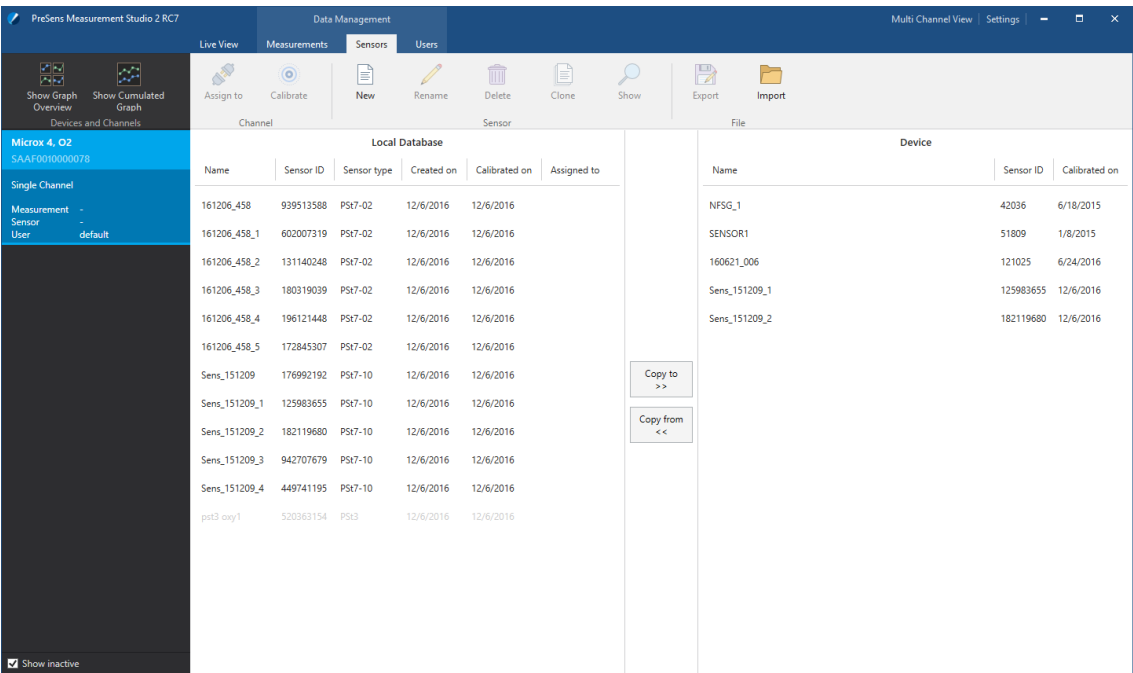 PreSens Measurement Studio 2 RC7
Data Management
Multi Channel View Settings
Live View Measurements Sensors Users
Show Graph Overview
Show Cumulated Graph
Devices and Channels
Assign to Calibrate
Channel
New Rename Delete Clone Show
Sensor
Export Import
File
Microx 4, O2
SAAF0010000078
Single Channel
Measurement -
Sensor -
User default
Local Database
Name Sensor ID Sensor type Created on Calibrated on Assigned to
161206_458 939513588 PSt7-02 12/6/2016 12/6/2016
161206_458_1 602007319 PSt7-02 12/6/2016 12/6/2016
161206_458_2 131140248 PSt7-02 12/6/2016 12/6/2016
161206_458_3 180319039 PSt7-02 12/6/2016 12/6/2016
161206_458_4 196121448 PSt7-02 12/6/2016 12/6/2016
161206_458_5 172845307 PSt7-02 12/6/2016 12/6/2016
Sens_151209 176992192 PSt7-10 12/6/2016 12/6/2016
Sens_151209_1 125983655 PSt7-10 12/6/2016 12/6/2016
Sens_151209_2 182119680 PSt7-10 12/6/2016 12/6/2016
Sens_151209_3 942707679 PSt7-10 12/6/2016 12/6/2016
Sens_151209_4 449741195 PSt7-10 12/6/2016 12/6/2016
pst3 oxy1 520363154 PSt3 12/6/2016 12/6/2016
Copy to
>>
Copy from
<<
Device
Name Sensor ID Calibrated on
NFSG_1 42036 6/18/2015
SENSOR1 51809 1/8/2015
160621_006 121025 6/24/2016
Sens_151209_1 125983655 12/6/2016
Sens_151209_2 182119680 12/6/2016
Show inactive